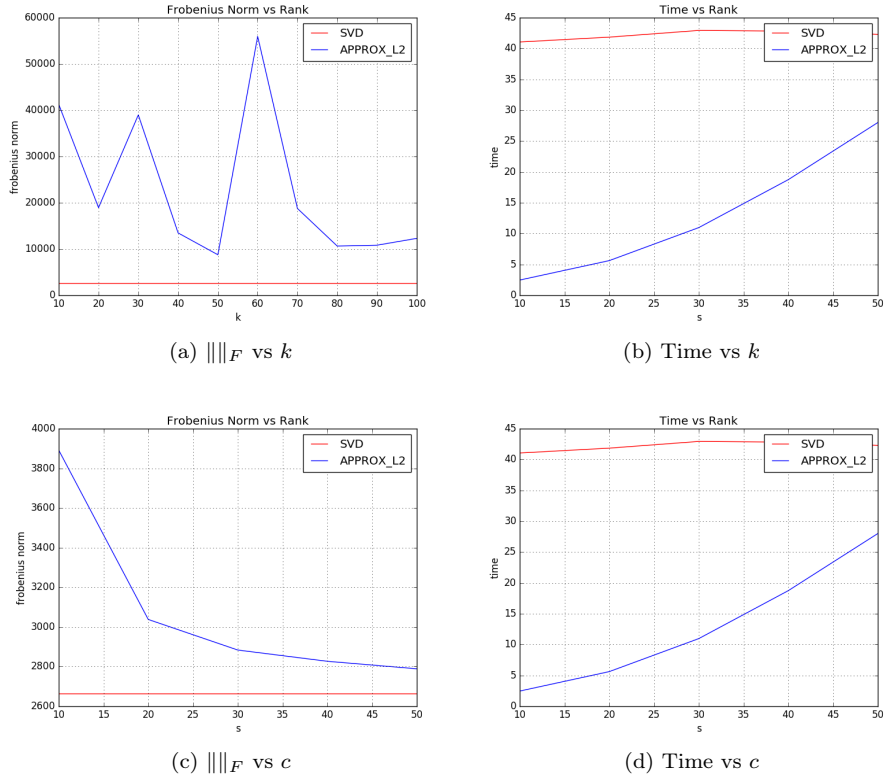 Frobenius Norm vs Rank
60000
50000
40000
30000
20000
10000
0
frobenius norm
SVD
APPROX_L2
10 20 30 40 50 60 70 80 90 100
k
(a) ∥∥F vs k
Time vs Rank
45
40
35
30
25
20
15
10
5
0
time
SVD
APPROX_L2
10 15 20 25 30 35 40 45 50
s
(b) Time vs k
Frobenius Norm vs Rank
4000
3800
3600
3400
3200
3000
2800
2600
frobenius norm
SVD
APPROX_L2
10 15 20 25 30 35 40 45 50
s
(c) ∥∥F vs c
Time vs Rank
45
40
35
30
25
20
15
10
5
0
time
SVD
APPROX_L2
10 15 20 25 30 35 40 45 50
s
(d) Time vs c